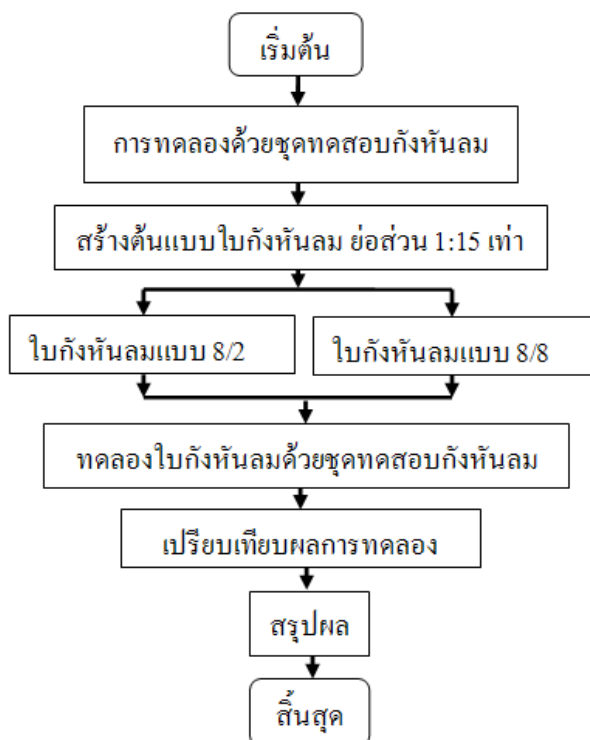 เริ่มต้น
การทดลองด้วยชุดทดสอบกังหันลม
สร้างต้นแบบใบกังหันลม ย่อส่วน 1:15 เท่า
ใบกังหันลมแบบ 8/2
ใบกังหันลมแบบ 8/8
ทดลองใบกังหันลมด้วยชุดทดสอบกังหันลม
เปรียบเทียบผลการทดลอง
สรุปผล
สิ้นสุด